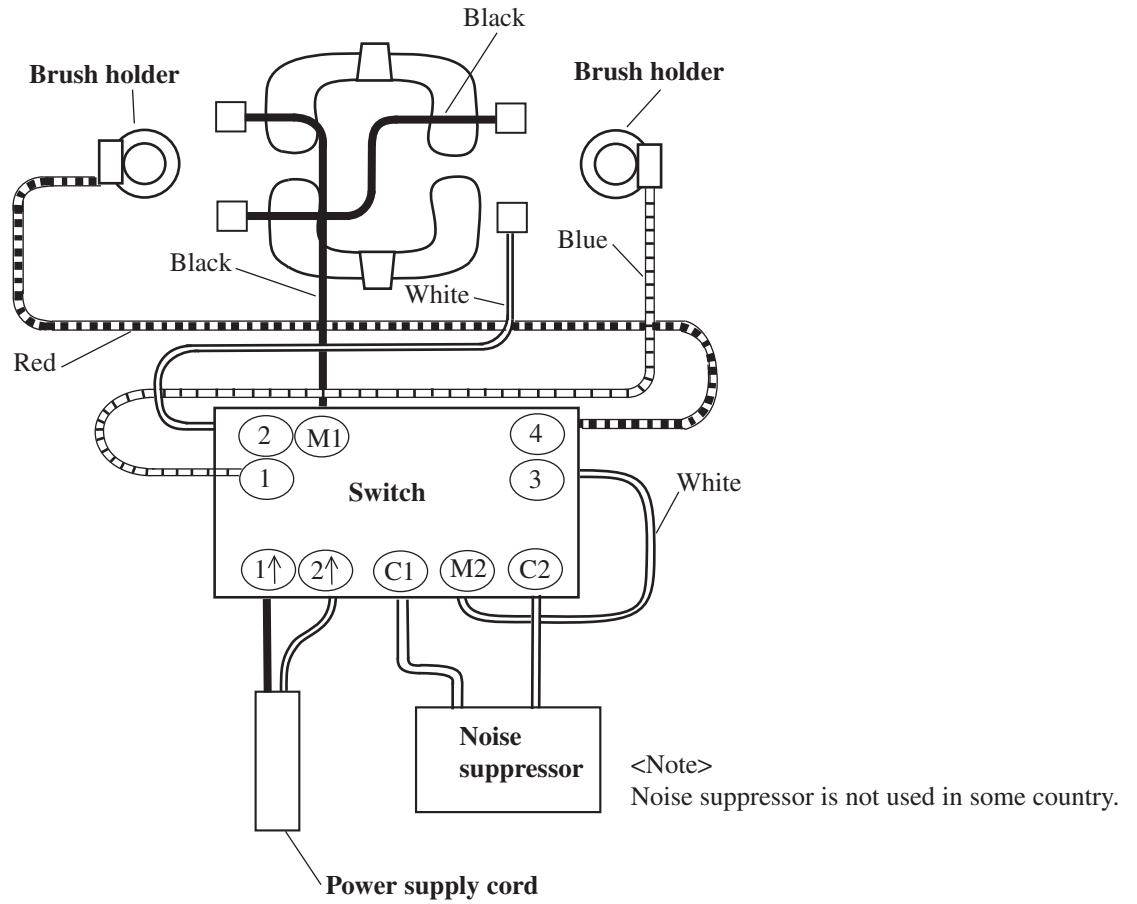 Black
Brush holder
Brush holder
Black
Blue
White
Red
2
M1
4
1
3
Switch
White
1↑
2↑
C1
M2
C2
Noise
suppressor
<Note>
Noise suppressor is not used in some country.
Power supply cord